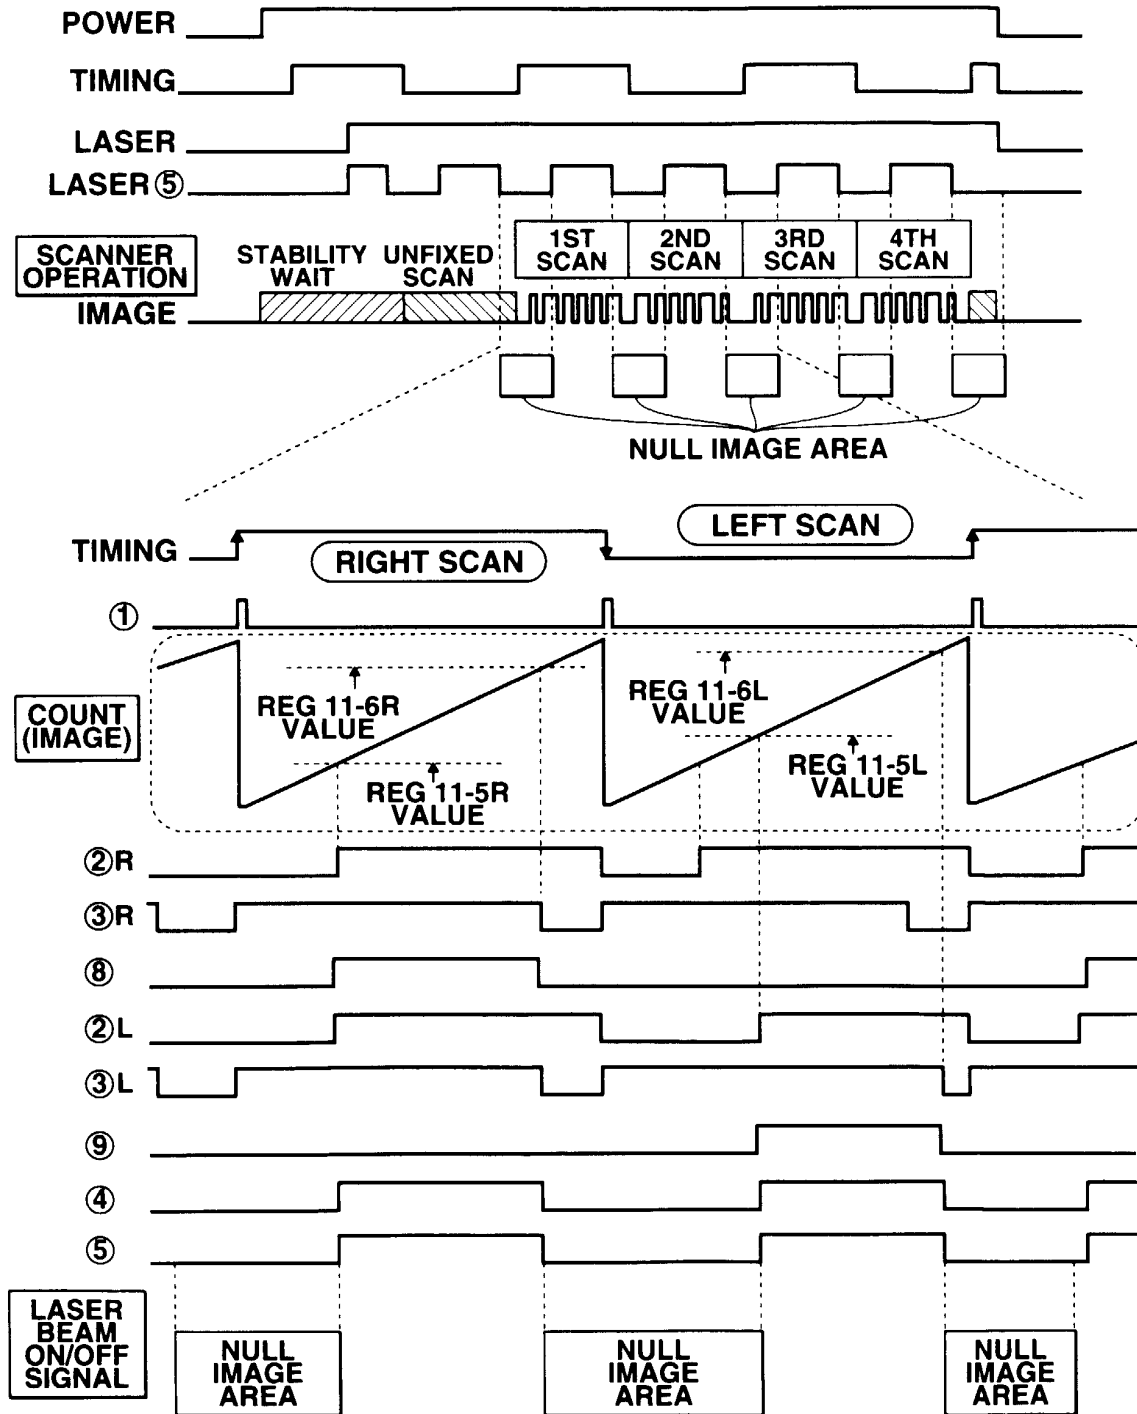 POWER
TIMING
LASER
LASER⑤
SCANNER
OPERATION
STABILITY
WAIT
UNFIXED
SCAN
1ST
SCAN
2ND
SCAN
3RD
SCAN
4TH
SCAN
IMAGE
NULL IMAGE AREA
TIMING
RIGHT SCAN
LEFT SCAN
①
COUNT
(IMAGE)
REG 11-6R
VALUE
REG 11-5R
VALUE
REG 11-6L
VALUE
REG 11-5L
VALUE
②R
③R
⑧
②L
③L
⑨
④
⑤
LASER
BEAM
ON/OFF
SIGNAL
NULL
IMAGE
AREA
NULL
IMAGE
AREA
NULL
IMAGE
AREA